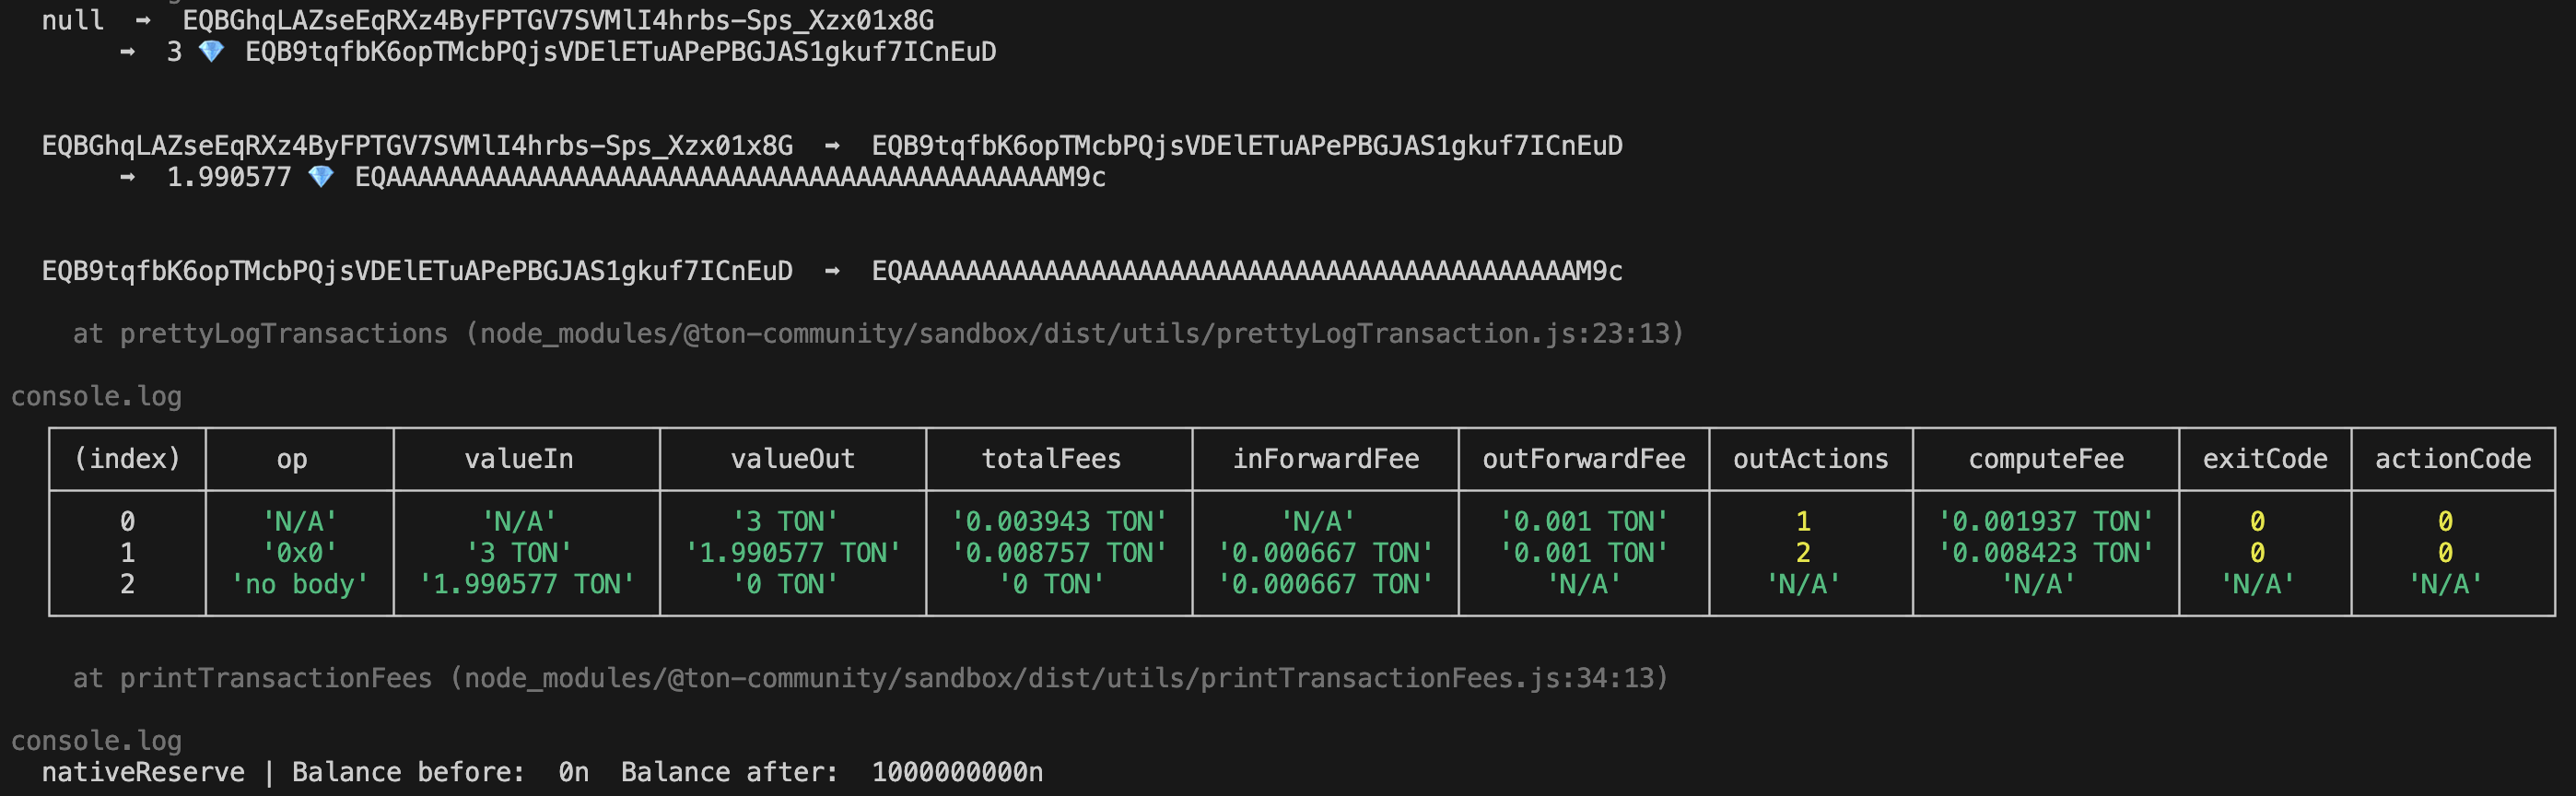 null → EQBGhqLAZseEqRXz4ByFPTGV7SVMlI4hrbs-Sps_Xzx01x8G
→ 3 💎 EQB9tqfbK6opTMcbPQjsVDElETuAPePBGJAS1gkuf7ICnEuD
EQBGhqLAZseEqRXz4ByFPTGV7SVMlI4hrbs-Sps_Xzx01x8G → EQB9tqfbK6opTMcbPQjsVDElETuAPePBGJAS1gkuf7ICnEuD
→ 1.990577 💎 EQAAAAAAAAAAAAAAAAAAAAAAAAAAAAAAAAAAAAAAAAAAAM9c
EQB9tqfbK6opTMcbPQjsVDElETuAPePBGJAS1gkuf7ICnEuD → EQAAAAAAAAAAAAAAAAAAAAAAAAAAAAAAAAAAAAAAAAAAAM9c
at prettyLogTransactions (node_modules/@ton-community/sandbox/dist/utils/prettyLogTransaction.js:23:13)
console.log
(index) op valueIn valueOut totalFees inForwardFee outForwardFee outActions computeFee exitCode actionCode
0 'N/A' 'N/A' '3 TON' '0.003943 TON' 'N/A' '0.001 TON' 1 '0.001937 TON' 0 0
1 '0x0' '3 TON' '1.990577 TON' '0.008757 TON' '0.000667 TON' '0.001 TON' 2 '0.008423 TON' 0 0
2 'no body' '1.990577 TON' '0 TON' '0 TON' '0.000667 TON' 'N/A' 'N/A' 'N/A' 'N/A' 'N/A'
at printTransactionFees (node_modules/@ton-community/sandbox/dist/utils/printTransactionFees.js:34:13)
console.log
nativeReserve | Balance before: 0n Balance after: 1000000000n